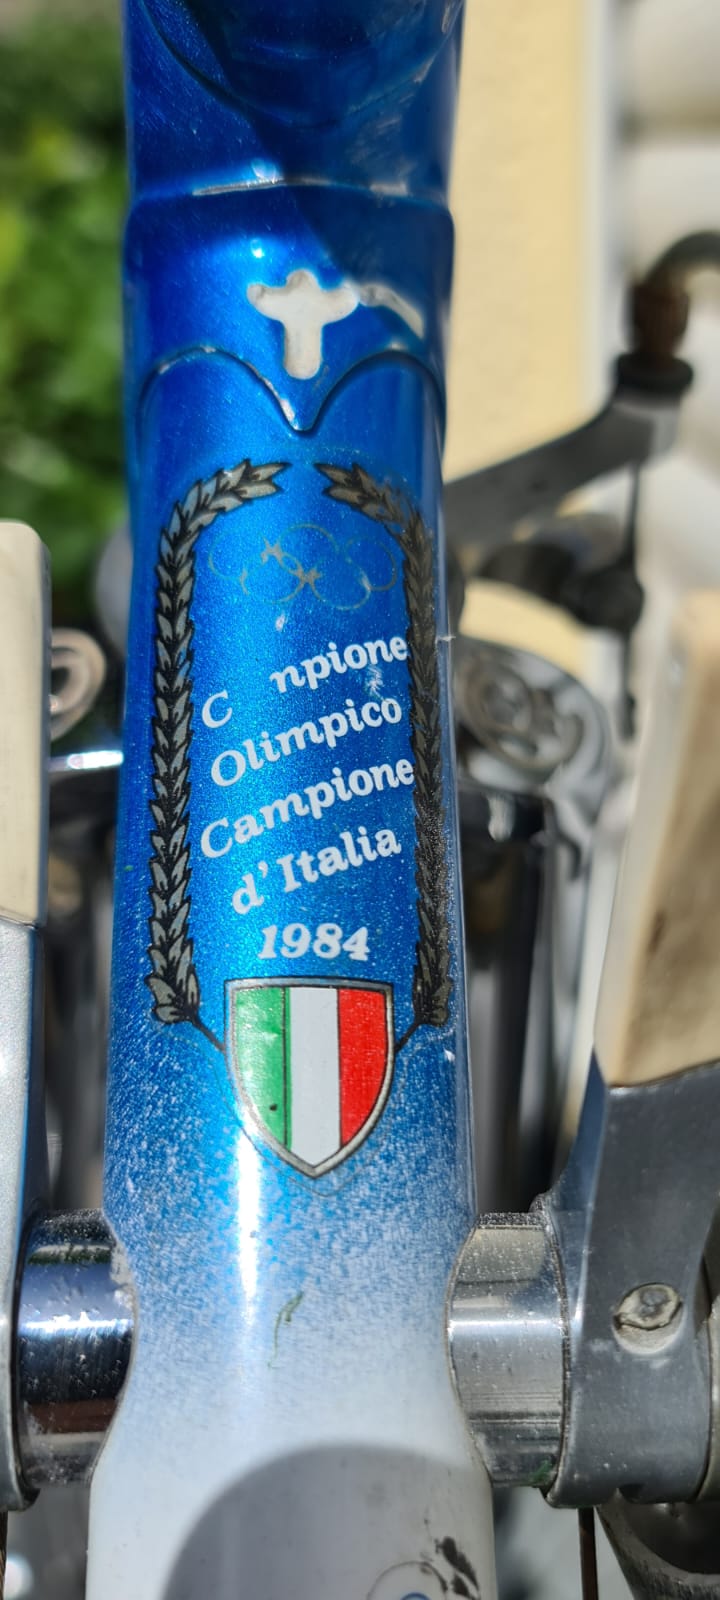 C npione
Olimpico
Campione
d'Italia
1984